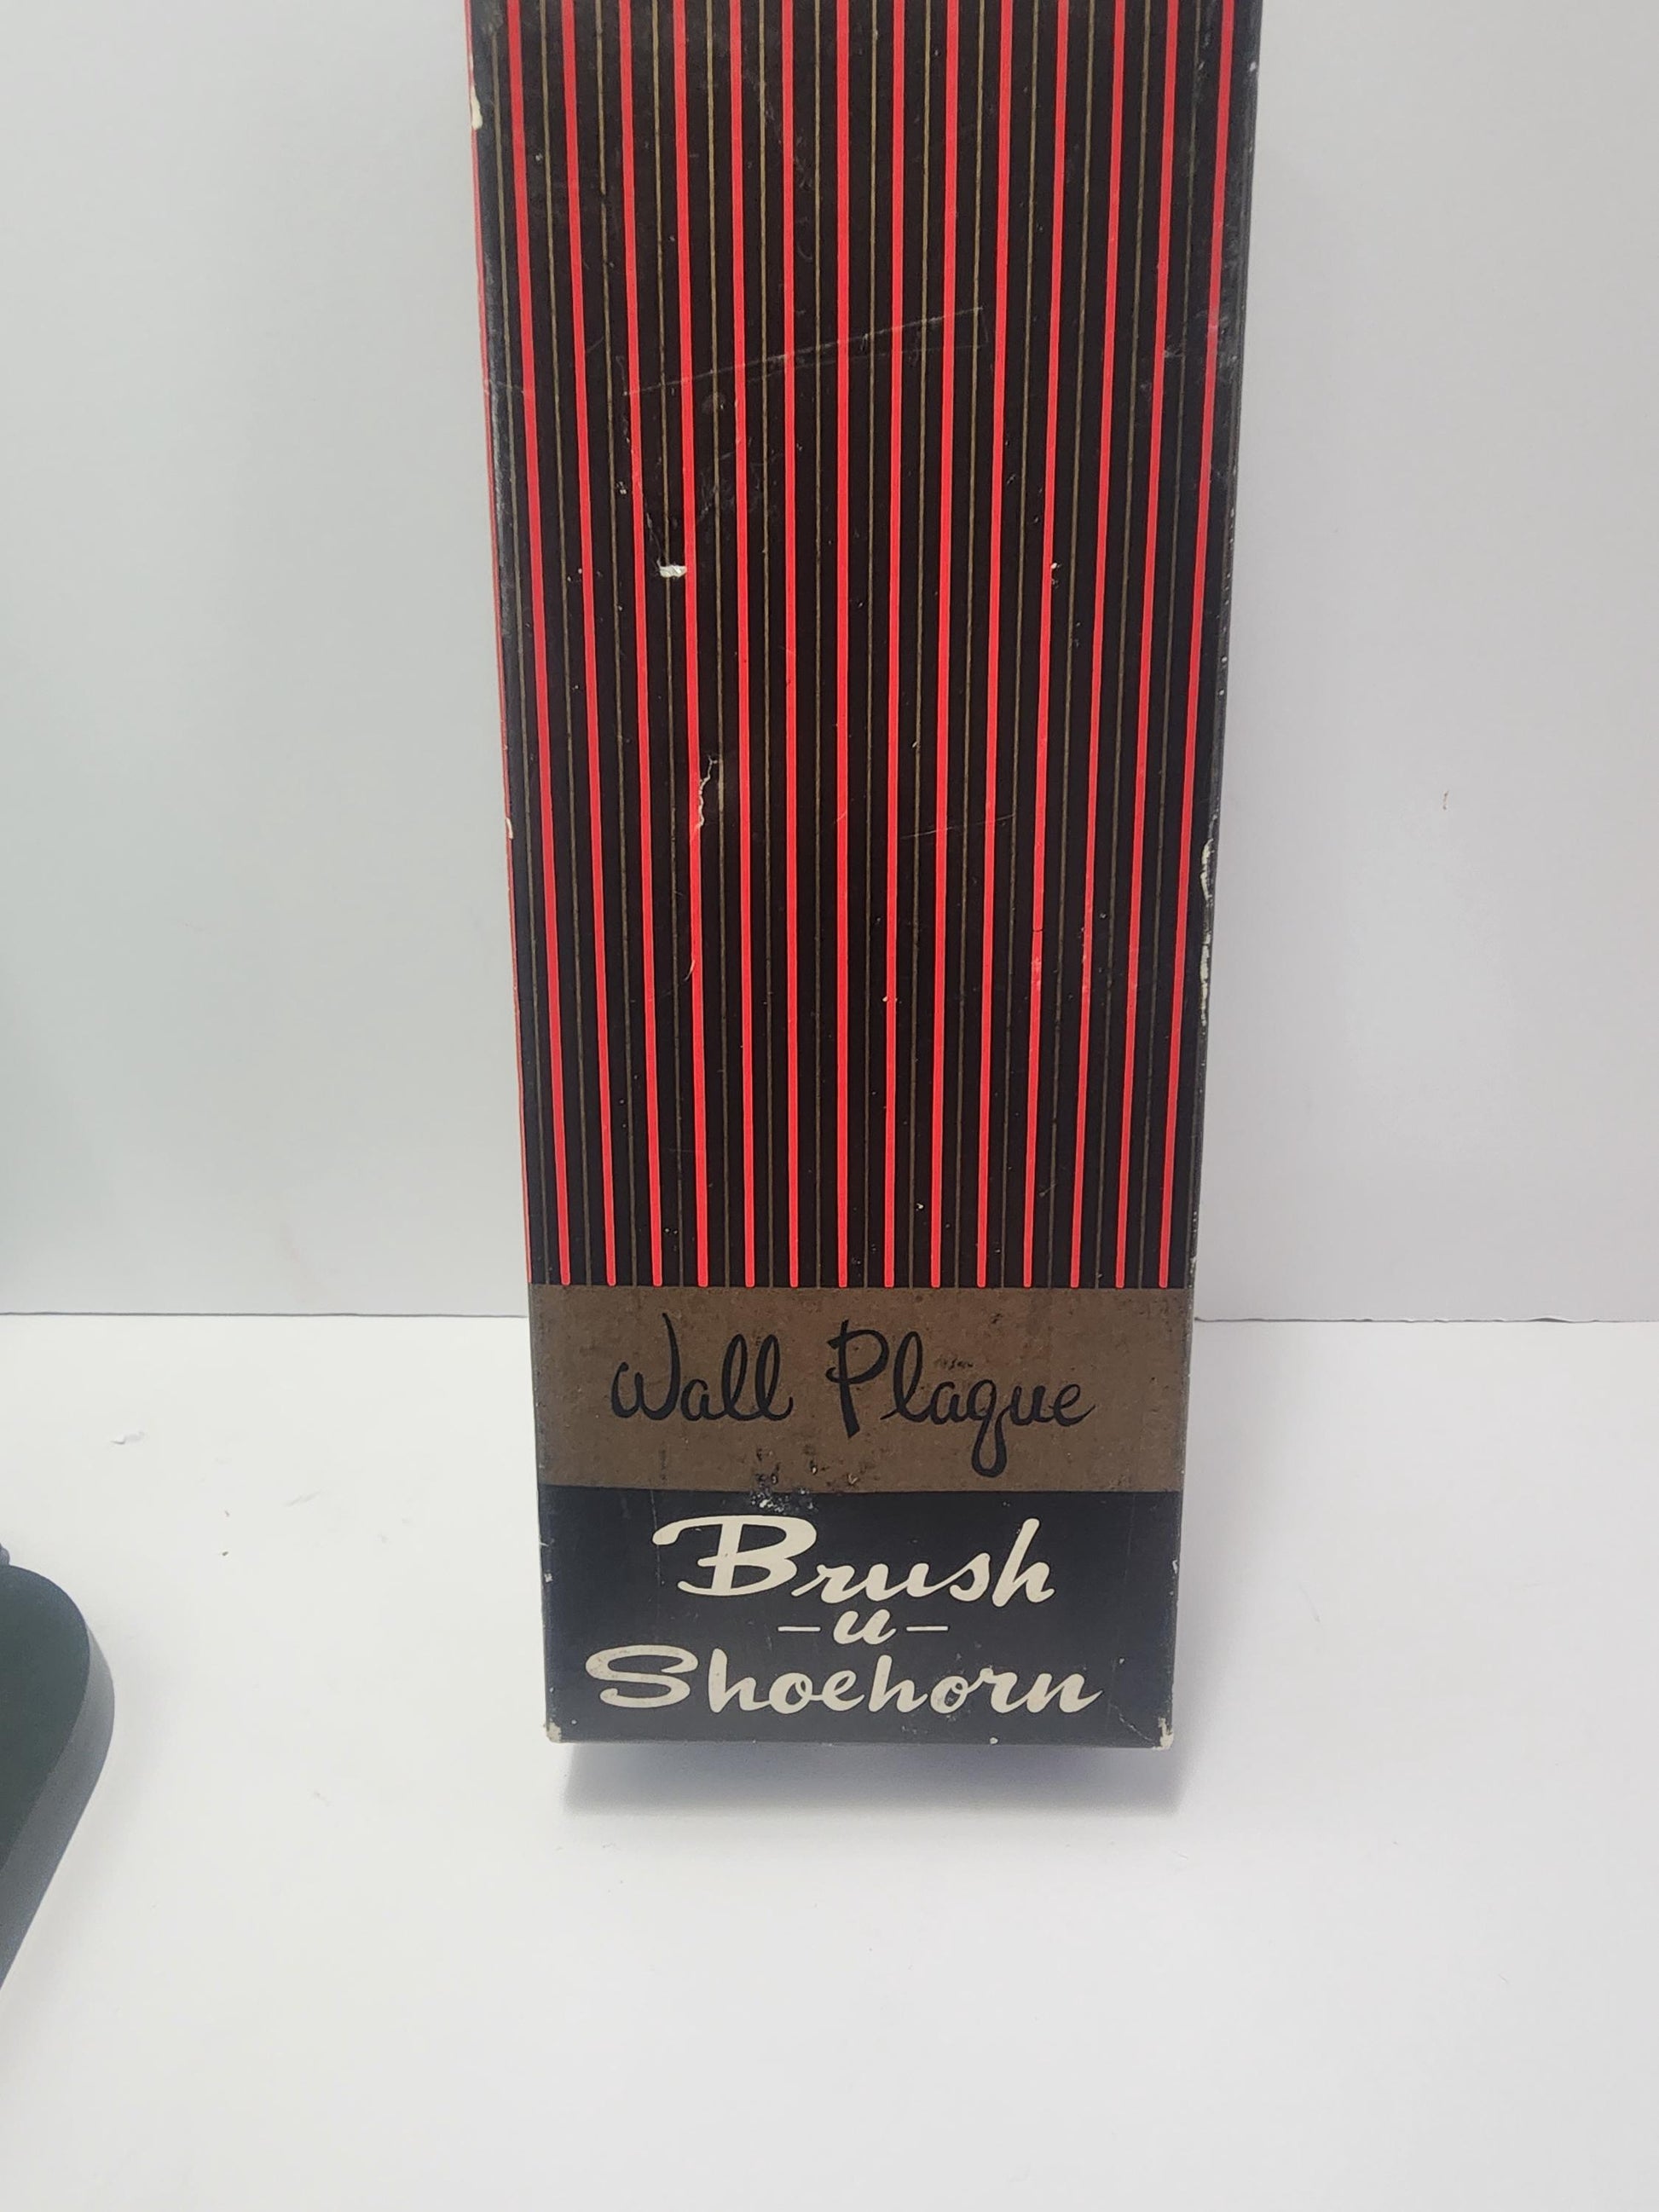 Wall Plaque
Brush
-u-
Shoehorn